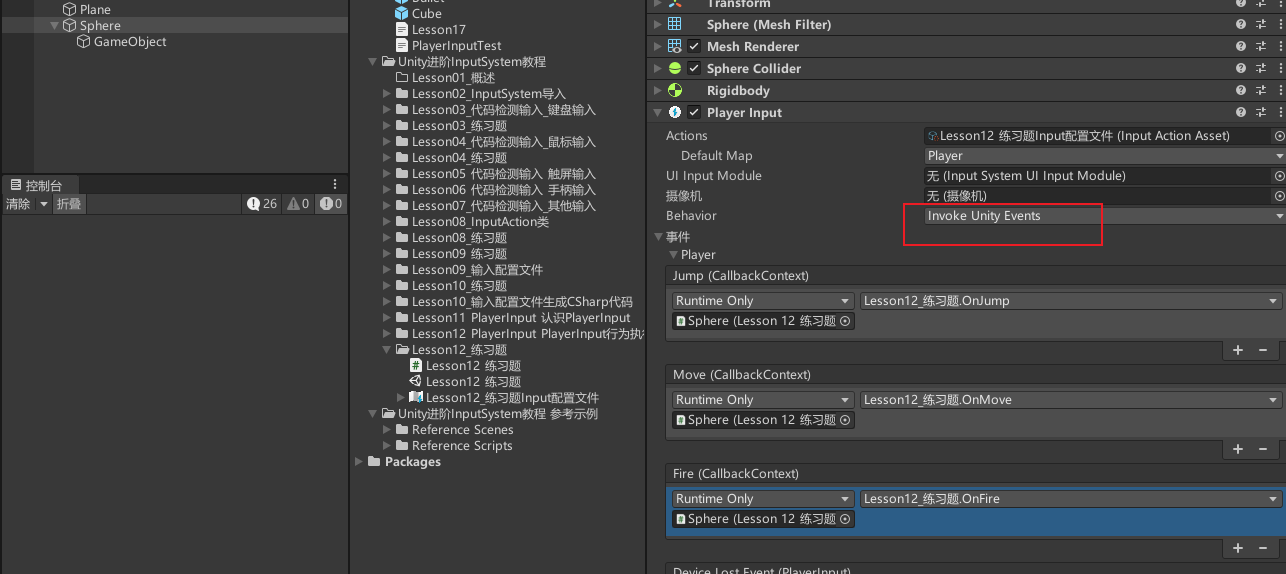 Plane
Sphere
GameObject
控制台
清除
折叠
26
0
0
Cube
Lesson17
PlayerInputTest
Unity进阶InputSystem教程
Lesson01_概述
Lesson02_InputSystem导入
Lesson03_代码检测输入_键盘输入
Lesson03_练习题
Lesson04_代码检测输入_鼠标输入
Lesson04_练习题
Lesson05 代码检测输入 触屏输入
Lesson06 代码检测输入 手柄输入
Lesson07_代码检测输入_其他输入
Lesson08_InputAction类
Lesson08_练习题
Lesson09 练习题
Lesson09_输入配置文件
Lesson10_练习题
Lesson10_输入配置文件生成CSharp代码
Lesson11 PlayerInput 认识PlayerInput
Lesson12 PlayerInput PlayerInput行为执
Lesson12_练习题
Lesson12 练习题
Lesson12 练习题
Lesson12_练习题Input配置文件
Unity进阶InputSystem教程 参考示例
Reference Scenes
Reference Scripts
Packages
Transform
Sphere (Mesh Filter)
Mesh Renderer
Sphere Collider
Rigidbody
Player Input
Actions
Lesson12 练习题Input配置文件 (Input Action Asset)
Default Map
Player
UI Input Module
无 (Input System UI Input Module)
摄像机
无 (摄像机)
Behavior
Invoke Unity Events
事件
Player
Jump (CallbackContext)
Runtime Only
Lesson12_练习题.OnJump
Sphere (Lesson 12 练习题
Move (CallbackContext)
Runtime Only
Lesson12_练习题.OnMove
Sphere (Lesson 12 练习题
Fire (CallbackContext)
Runtime Only
Lesson12_练习题.OnFire
Sphere (Lesson 12 练习题
Device Lost Event (PlayerInput)